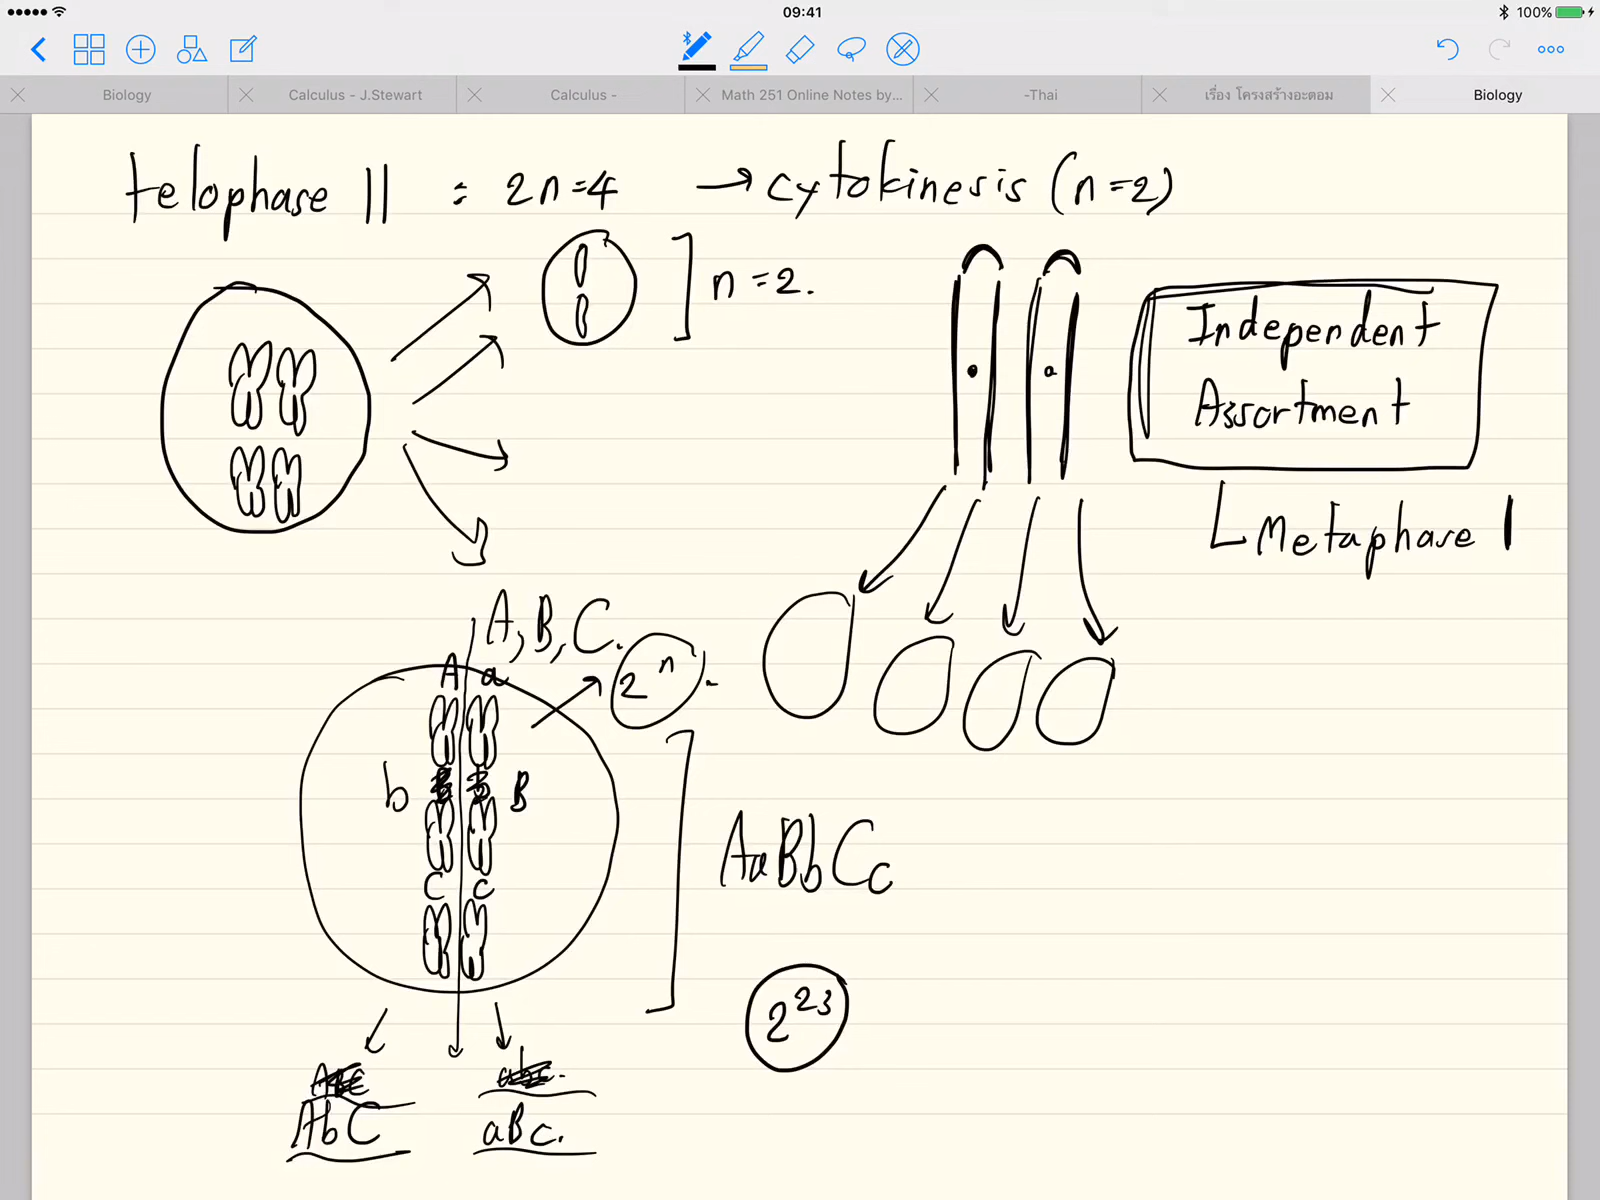 09:41
100%
Biology
Calculus - J.Stewart
Calculus -
Math 251 Online Notes by...
-Thai
เรื่อง โครงสร้างอะตอม
Biology
telophase II : 2n=4 → cytokinesis (n=2)
n=2.
Independent
Assortment
Metaphase I
A, B, C.
A a
2ⁿ.
b B
AaBbCc
C c
2²³
AbC aBc.